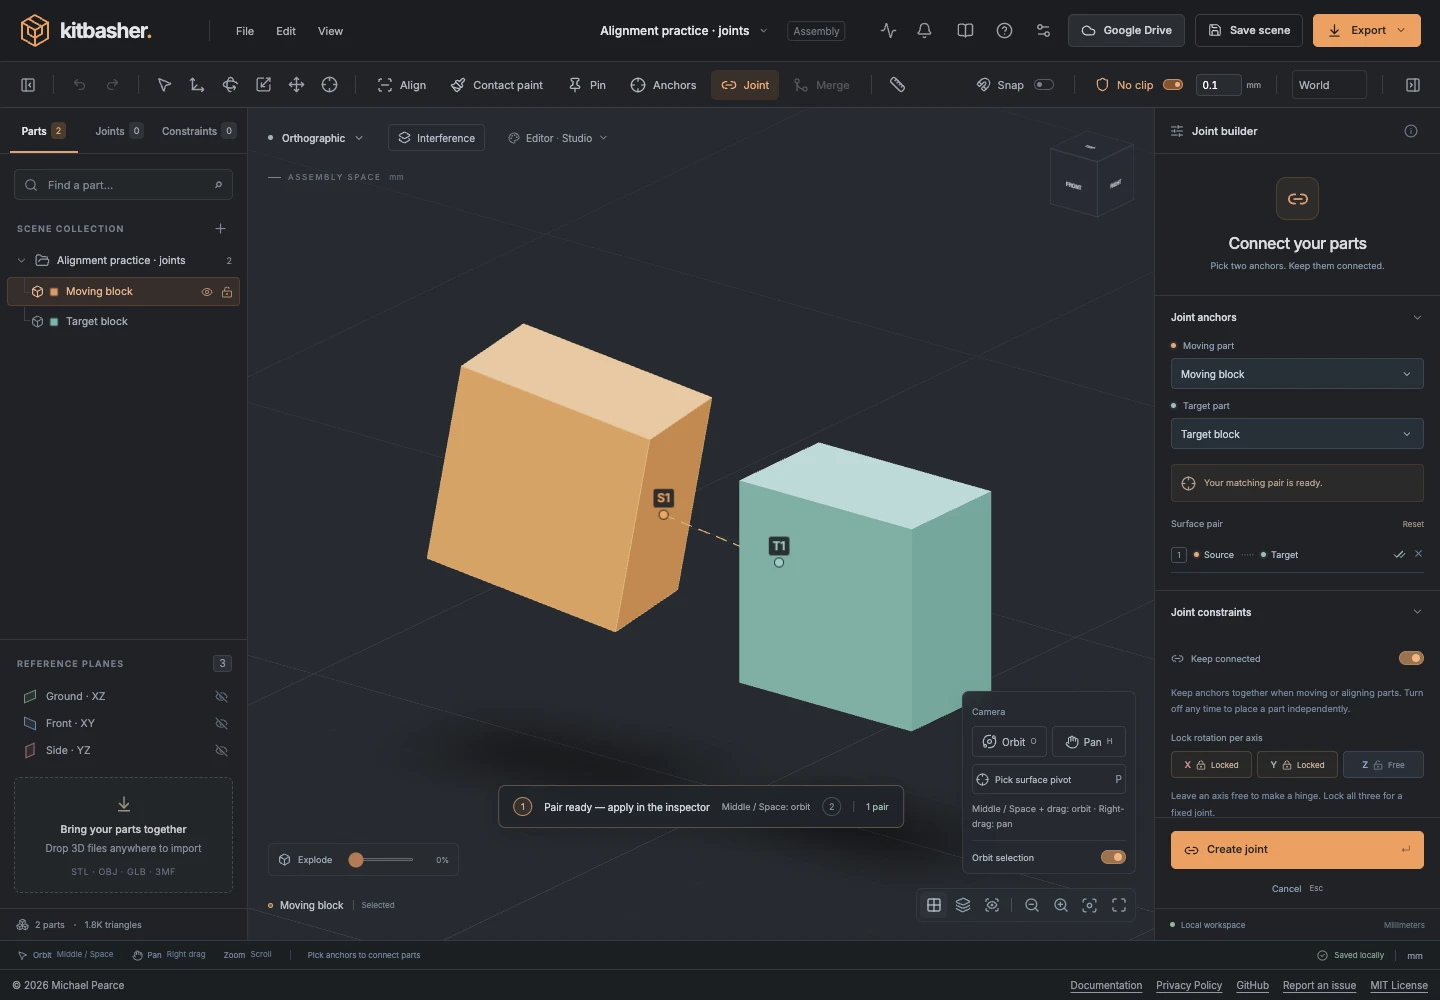 kitbasher.
File Edit View
Alignment practice · joints
Assembly
Google Drive
Save scene
Export
Align
Contact paint
Pin
Anchors
Joint
Merge
Snap
No clip
0.1 mm
World
Parts 2
Joints 0
Constraints 0
Find a part...
SCENE COLLECTION
Alignment practice · joints 2
Moving block
Target block
REFERENCE PLANES 3
Ground · XZ
Front · XY
Side · YZ
Bring your parts together
Drop 3D files anywhere to import
STL · OBJ · GLB · 3MF
2 parts · 1.8K triangles
Orthographic
Interference
Editor · Studio
ASSEMBLY SPACE mm
FRONT
RIGHT
S1
T1
1 Pair ready — apply in the inspector Middle / Space: orbit 2 1 pair
Explode 0%
Moving block Selected
Camera
Orbit O
Pan H
Pick surface pivot P
Middle / Space + drag: orbit · Right-
drag: pan
Orbit selection
Joint builder
Connect your parts
Pick two anchors. Keep them connected.
Joint anchors
Moving part
Moving block
Target part
Target block
Your matching pair is ready.
Surface pair Reset
1 Source Target
Joint constraints
Keep connected
Keep anchors together when moving or aligning parts. Turn
off any time to place a part independently.
Lock rotation per axis
X Locked
Y Locked
Z Free
Leave an axis free to make a hinge. Lock all three for a
fixed joint.
Create joint
Cancel Esc
Local workspace Millimeters
Orbit Middle / Space Pan Right drag Zoom Scroll Pick anchors to connect parts
Saved locally mm
© 2026 Michael Pearce
Documentation Privacy Policy GitHub Report an issue MIT License